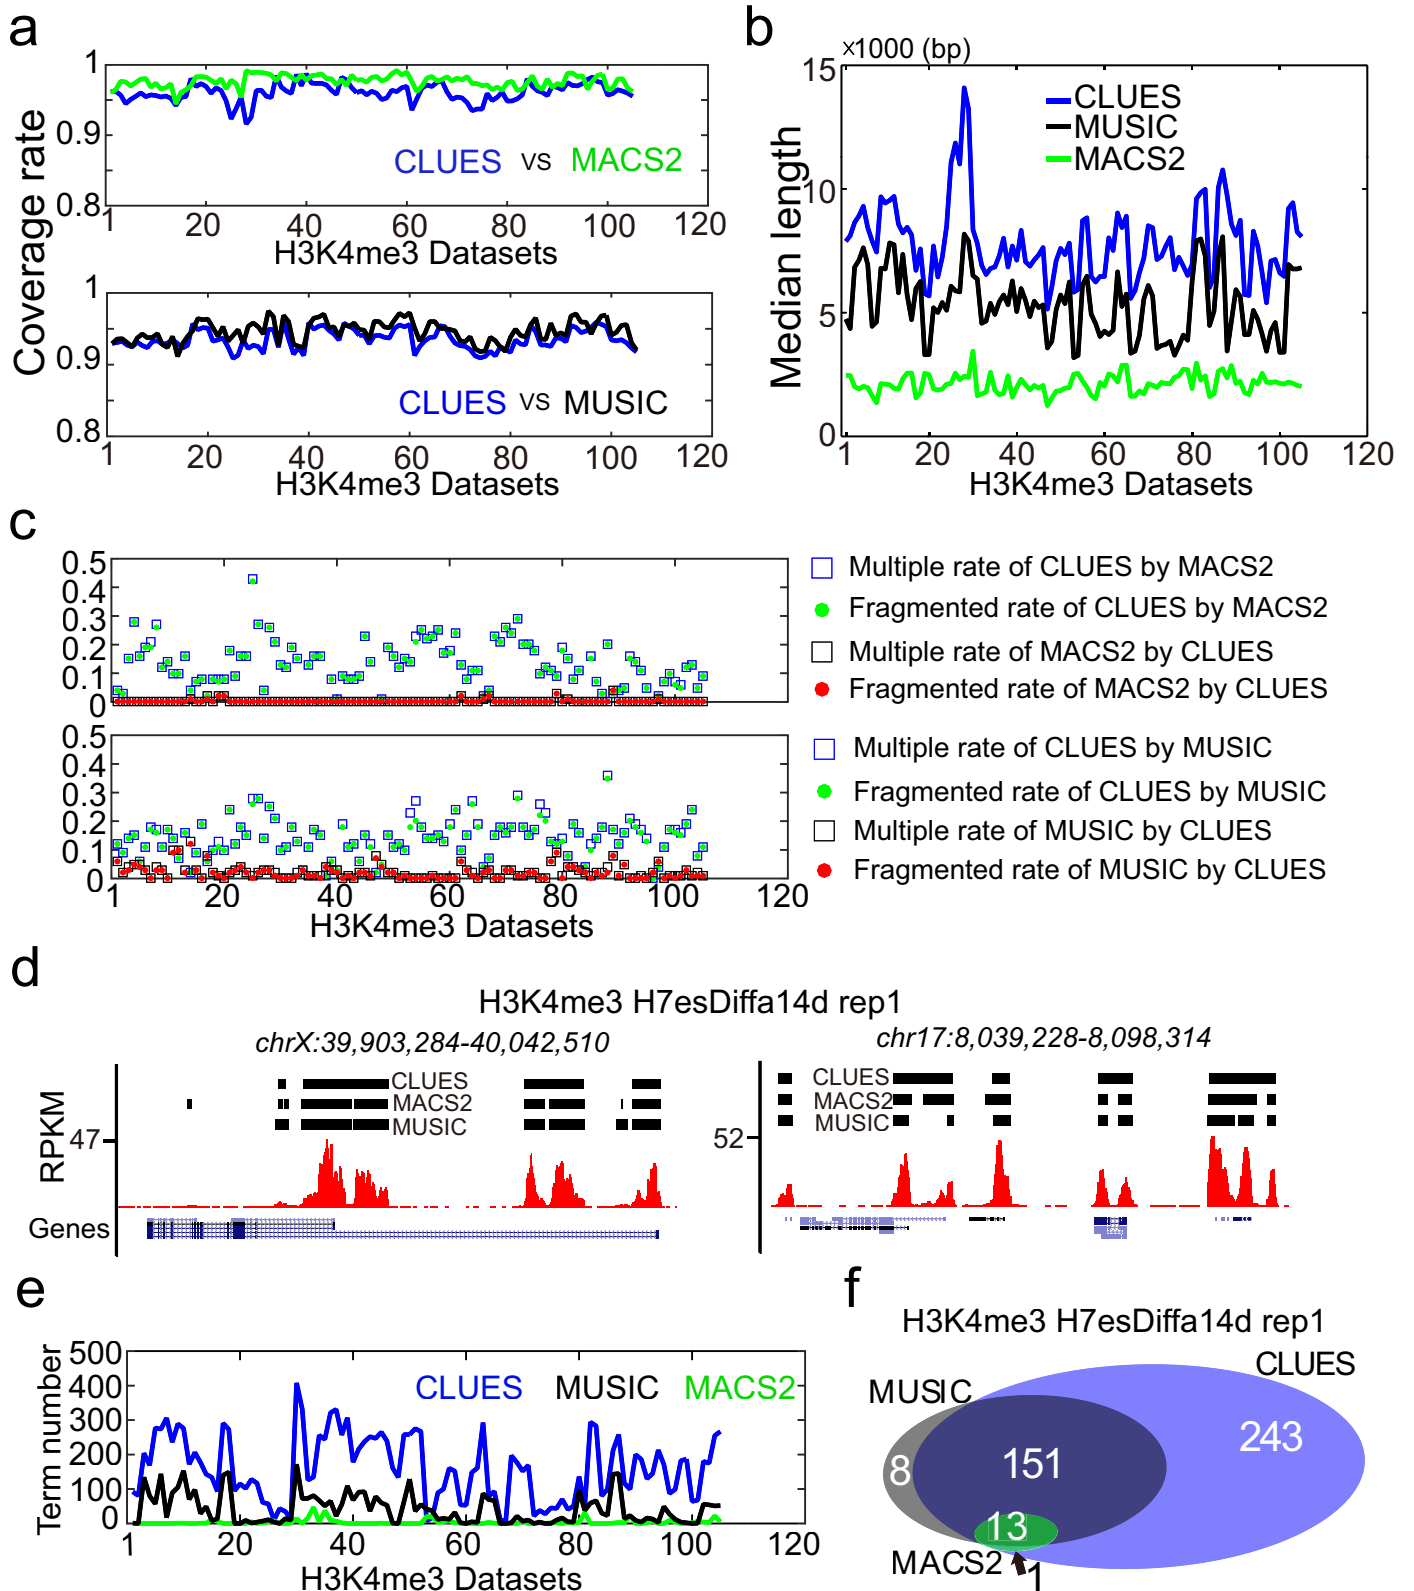 a
Coverage rate
1
0.9
0.8
CLUES vs MACS2
1 20 40 60 80 100 120
H3K4me3 Datasets
1
0.9
0.8
CLUES vs MUSIC
1 20 40 60 80 100 120
H3K4me3 Datasets
b
×1000 (bp)
Median length
15
10
5
0
CLUES
MUSIC
MACS2
1 20 40 60 80 100 120
H3K4me3 Datasets
c
0.5
0.4
0.3
0.2
0.1
0
Multiple rate of CLUES by MACS2
Fragmented rate of CLUES by MACS2
Multiple rate of MACS2 by CLUES
Fragmented rate of MACS2 by CLUES
0.5
0.4
0.3
0.2
0.1
0
1 20 40 60 80 100 120
H3K4me3 Datasets
Multiple rate of CLUES by MUSIC
Fragmented rate of CLUES by MUSIC
Multiple rate of MUSIC by CLUES
Fragmented rate of MUSIC by CLUES
d
H3K4me3 H7esDiffa14d rep1
chrX:39,903,284-40,042,510
CLUES
MACS2
MUSIC
RPKM
47
Genes
chr17:8,039,228-8,098,314
CLUES
MACS2
MUSIC
52
e
Term number
500
400
300
200
100
0
CLUES MUSIC MACS2
1 20 40 60 80 100 120
H3K4me3 Datasets
f
H3K4me3 H7esDiffa14d rep1
CLUES
MUSIC
8
151
243
13
MACS2
1